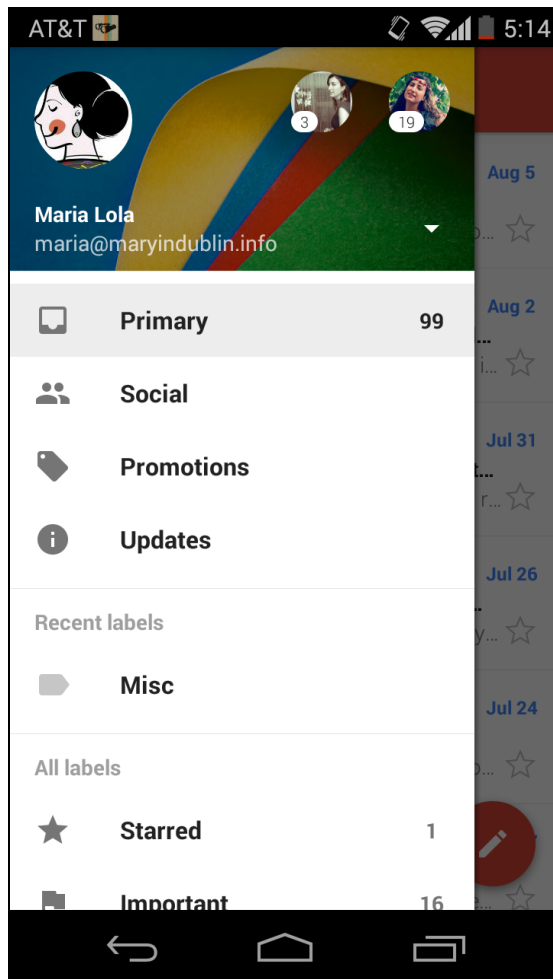 AT&T 5:14
3 19
Maria Lola
maria@maryindublin.info
Aug 5
Primary 99
Aug 2
Social
Jul 31
Promotions
Updates
Jul 26
Recent labels
Misc
Jul 24
All labels
Starred 1
Important 16